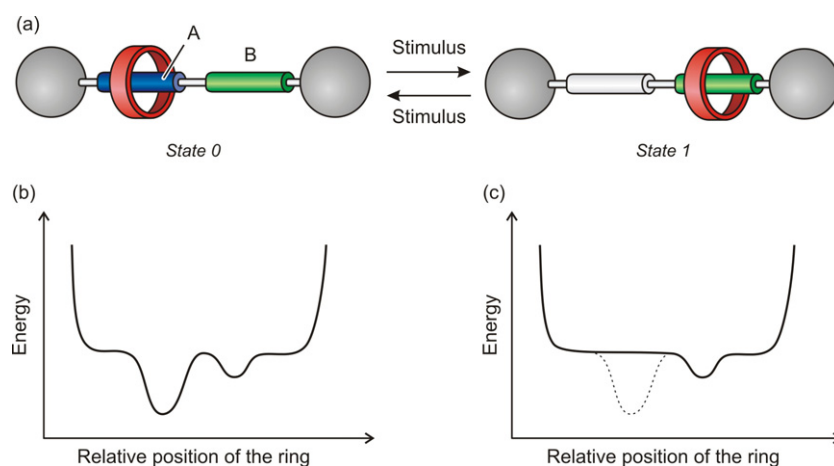 (a)
A
B
Stimulus
Stimulus
State 0
State 1
(b)
Energy
Relative position of the ring
(c)
Energy
Relative position of the ring